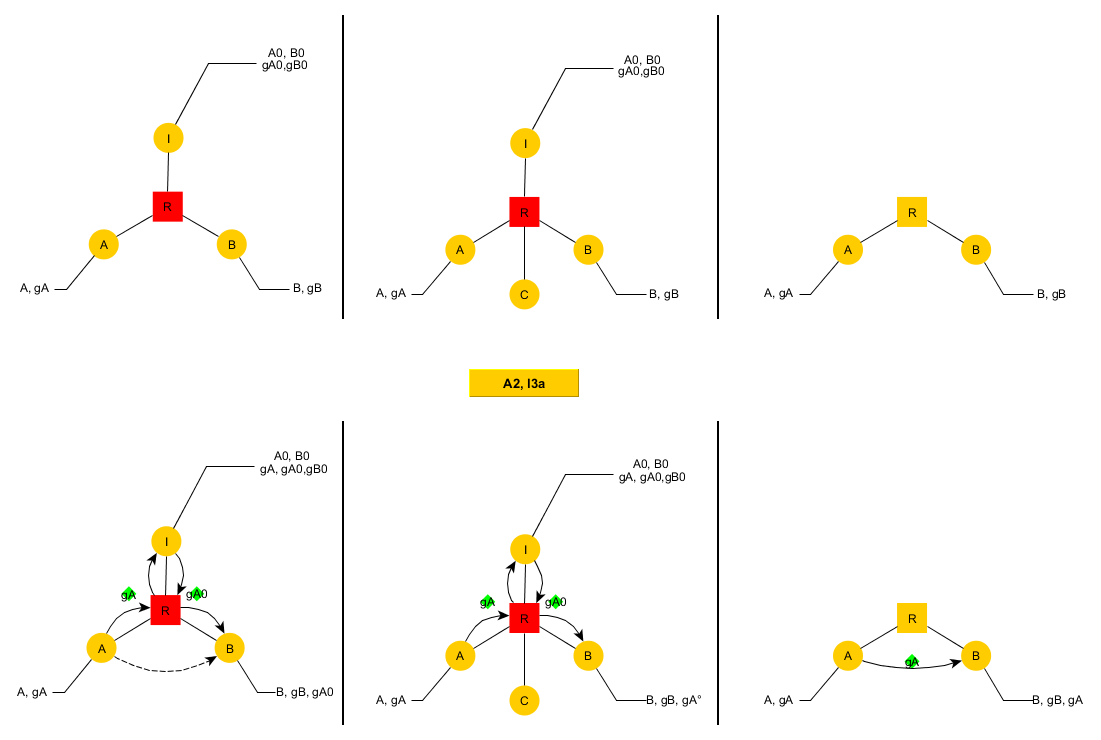 A0, B0
gA0,gB0
I
R
A
B
A, gA
B, gB
A0, B0
gA0,gB0
I
R
A
B
A, gA
C
B, gB
R
A
B
A, gA
B, gB
A2, I3a
A0, B0
gA, gA0,gB0
I
gA
gA0
R
A
B
A, gA
B, gB, gA0
A0, B0
gA, gA0,gB0
I
gA
gA0
R
A
B
A, gA
C
B, gB, gA°
R
A
gA
B
A, gA
B, gB, gA